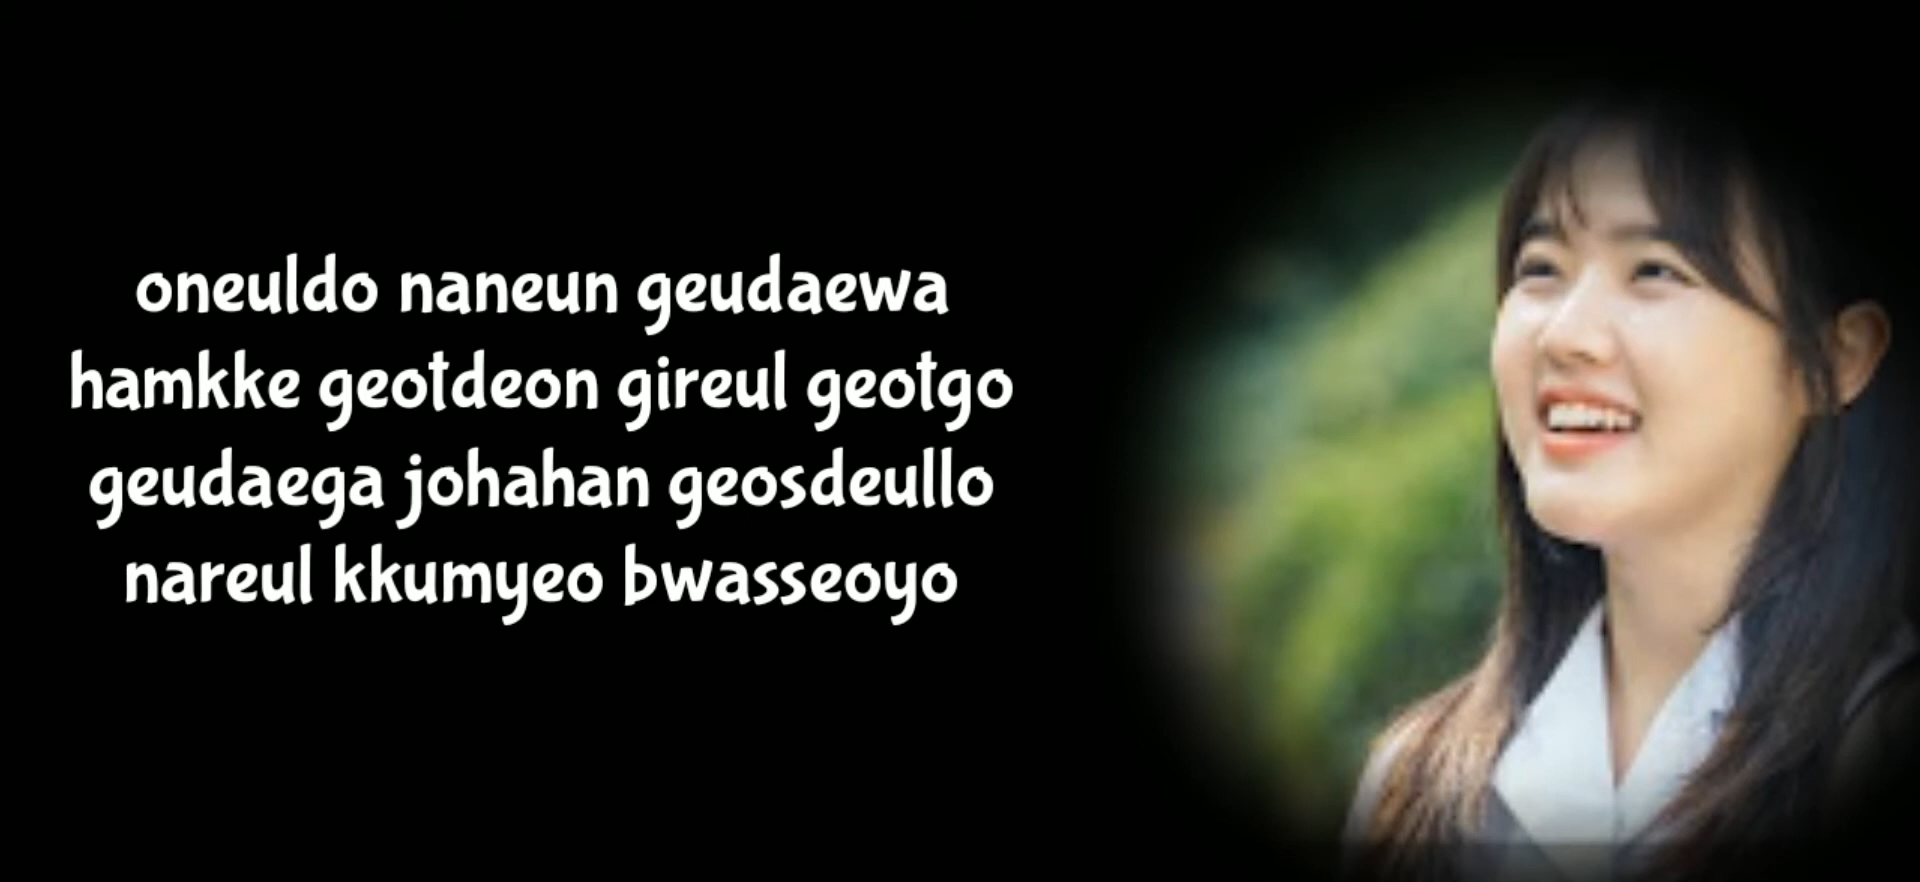 oneuldo naneun geudaewa
hamkke geotdeon gireul geotgo
geudaega johahan geosdeullo
nareul kkumyeo bwasseoyo